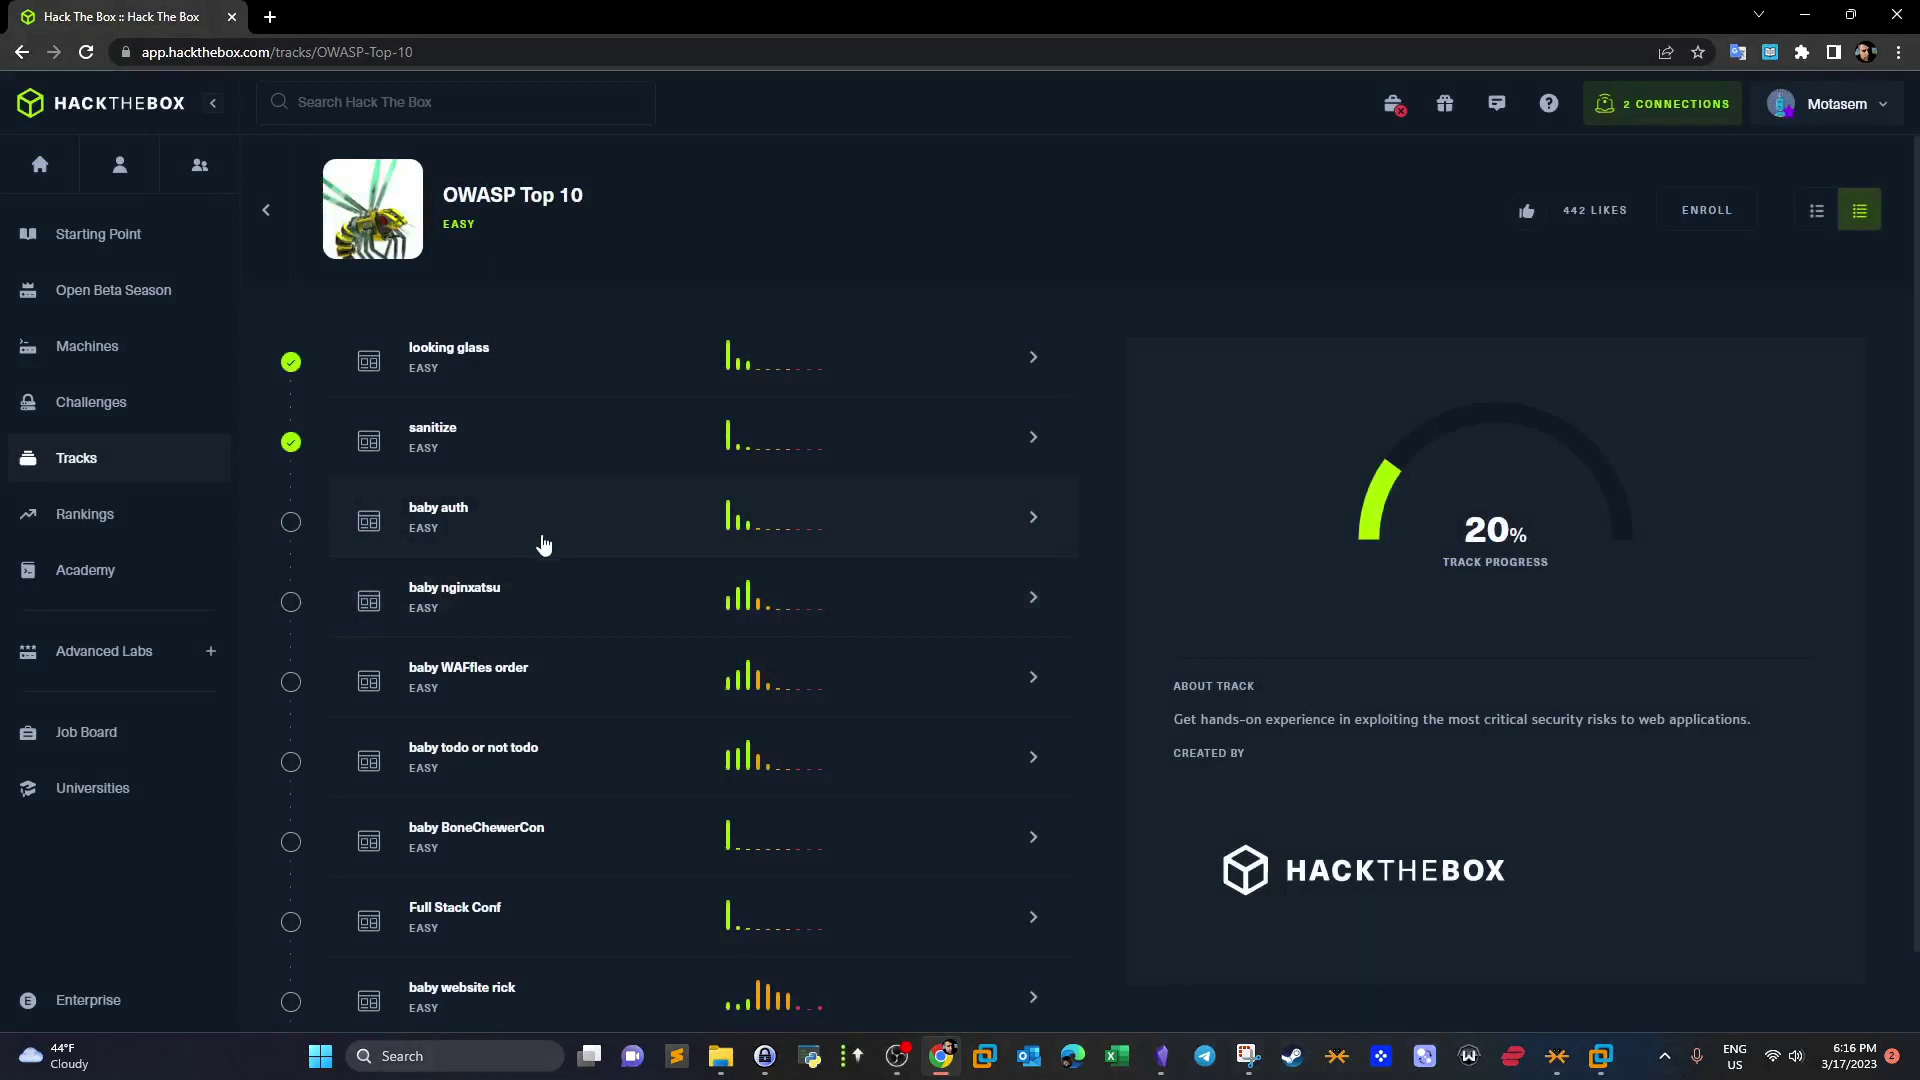 Hack The Box :: Hack The Box
app.hackthebox.com/tracks/OWASP-Top-10
HACKTHEBOX
Search Hack The Box
2 CONNECTIONS
Motasem
OWASP Top 10
EASY
442 LIKES
ENROLL
Starting Point
Open Beta Season
Machines
Challenges
Tracks
Rankings
Academy
Advanced Labs
Job Board
Universities
Enterprise
looking glass
EASY
sanitize
EASY
baby auth
EASY
baby nginxatsu
EASY
baby WAFfles order
EASY
baby todo or not todo
EASY
baby BoneChewerCon
EASY
Full Stack Conf
EASY
baby website rick
EASY
20%
TRACK PROGRESS
ABOUT TRACK
Get hands-on experience in exploiting the most critical security risks to web applications.
CREATED BY
HACKTHEBOX
44°F
Cloudy
Search
ENG
US
6:16 PM
3/17/2023
2